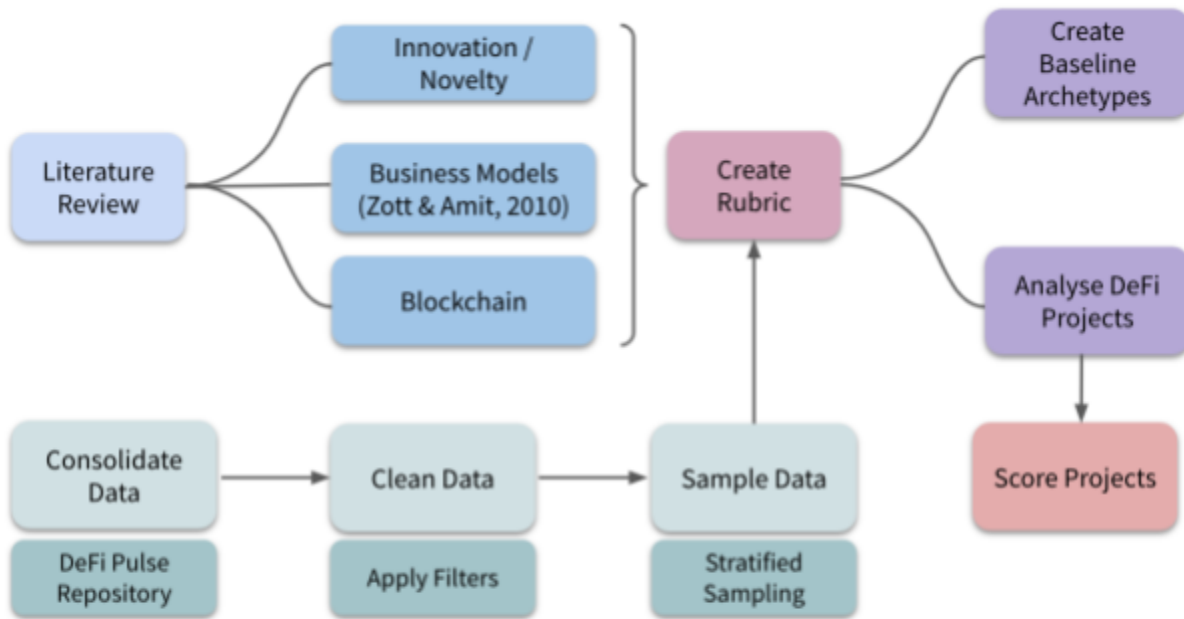 Innovation /
Novelty
Create
Baseline
Archetypes
Literature
Review
Business Models
(Zott & Amit, 2010)
Create
Rubric
Blockchain
Analyse DeFi
Projects
Consolidate
Data
Clean Data
Sample Data
Score Projects
DeFi Pulse
Repository
Apply Filters
Stratified
Sampling